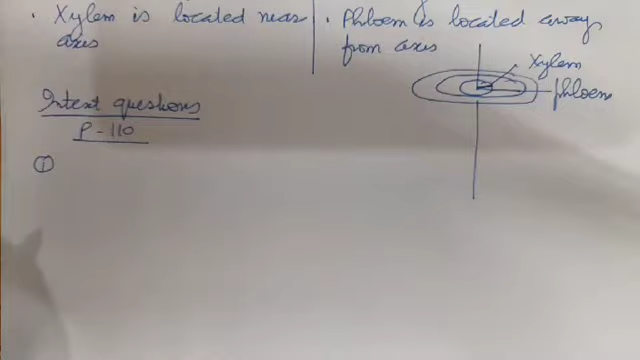 . Xylem is located near axis
. Phloem is located away from axis
Xylem
phloem
Intext questions
P-110
①